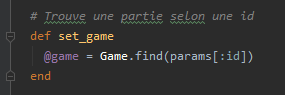 # Trouve une partie selon une id
def set_game
@game = Game.find(params[:id])
end